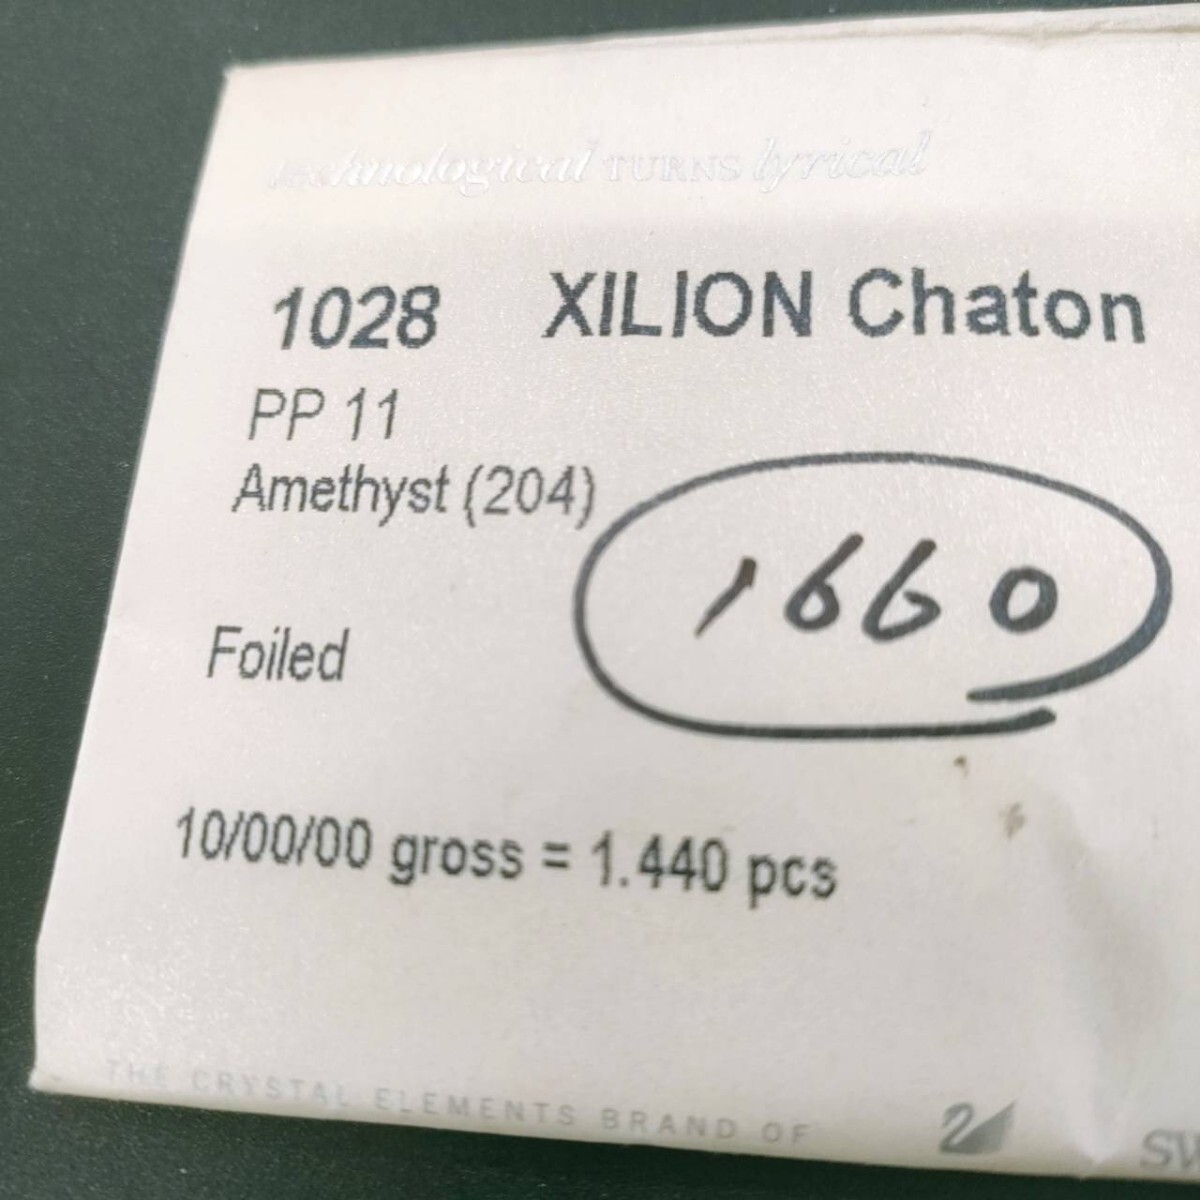 technological TURNS lyrical
1028 XILION Chaton
PP 11
Amethyst (204)
1660
Foiled
10/00/00 gross = 1.440 pcs
THE CRYSTAL ELEMENTS BRAND OF
SW